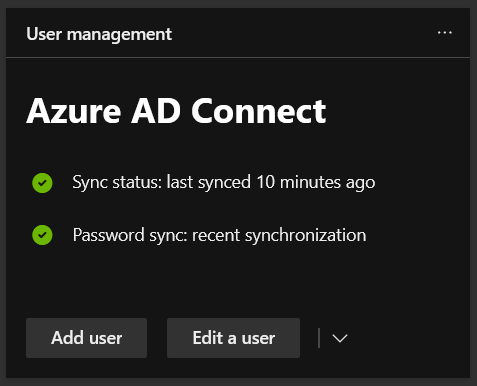 User management
Azure AD Connect
Sync status: last synced 10 minutes ago
Password sync: recent synchronization
Add user
Edit a user